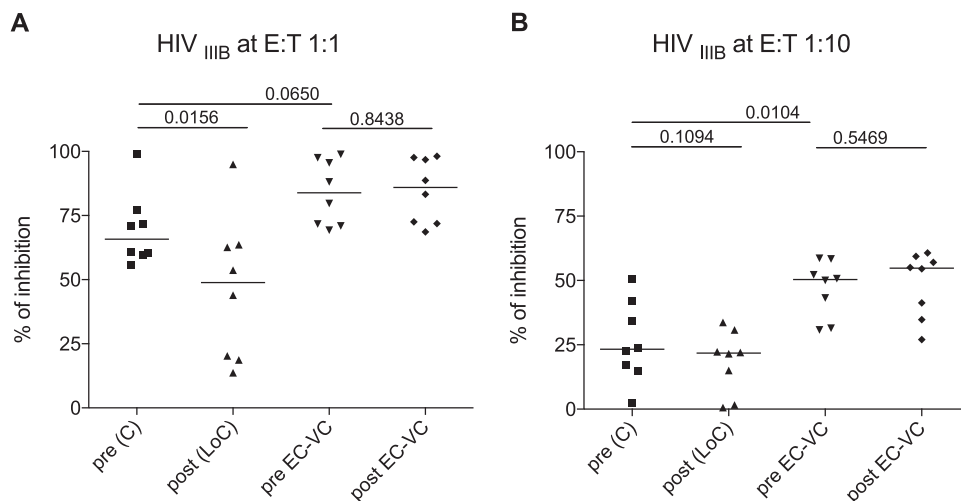 A
HIV IIIB at E:T 1:1
0.0650
0.0156
0.8438
100
75
50
25
0
% of inhibition
pre (C)
post (LoC)
pre EC-VC
post EC-VC
B
HIV IIIB at E:T 1:10
0.0104
0.1094
0.5469
100
75
50
25
0
% of inhibition
pre (C)
post (LoC)
pre EC-VC
post EC-VC